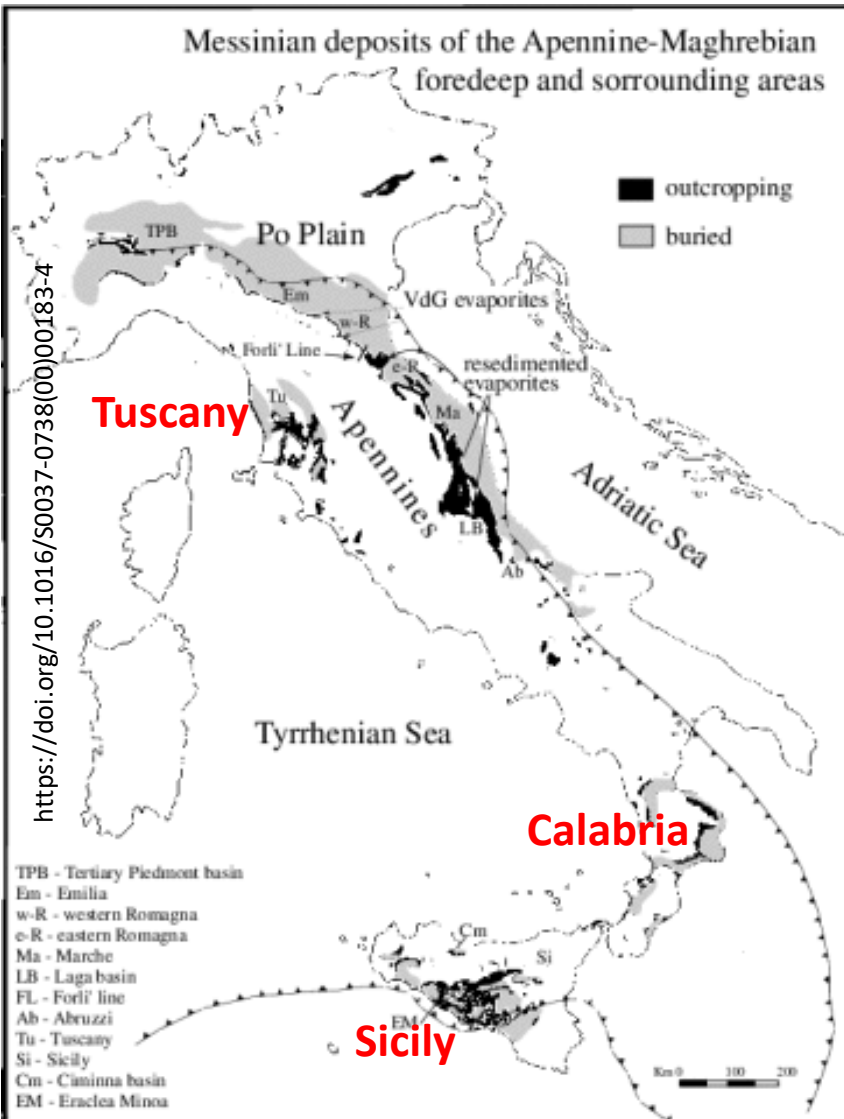 Messinian deposits of the Apennine-Maghrebian
foredeep and sorrounding areas
outcropping
buried
TPB
Po Plain
Em
VdG evaporites
w-R
Forli' Line
e-R
resedimented
evaporites
Tu
Tuscany
Ma
Apennines
Adriatic Sea
LB
Ab
https://doi.org/10.1016/S0037-0738(00)00183-4
Tyrrhenian Sea
Calabria
TPB - Tertiary Piedmont basin
Em - Emilia
w-R - western Romagna
e-R - eastern Romagna
Ma - Marche
LB - Laga basin
FL - Forli' line
Ab - Abruzzi
Tu - Tuscany
Si - Sicily
Cm - Ciminna basin
EM - Eraclea Minoa
Cm
Si
EM
Sicily
Km 0 100 200